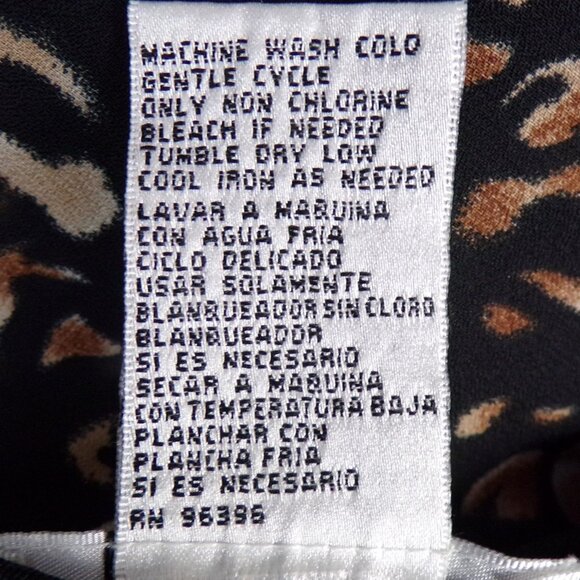 MACHINE WASH COLD
GENTLE CYCLE
ONLY NON CHLORINE
BLEACH IF NEEDED
TUMBLE DRY LOW
COOL IRON AS NEEDED
LAVAR A MAQUINA
CON AGUA FRIA
CICLO DELICADO
USAR SOLAMENTE
BLANQUEADOR SIN CLORO
BLANQUEADOR
SI ES NECESARIO
SECAR A MAQUINA
CON TEMPERATURA BAJA
PLANCHAR CON
PLANCHA FRIA
SI ES NECESARIO
RN 96396